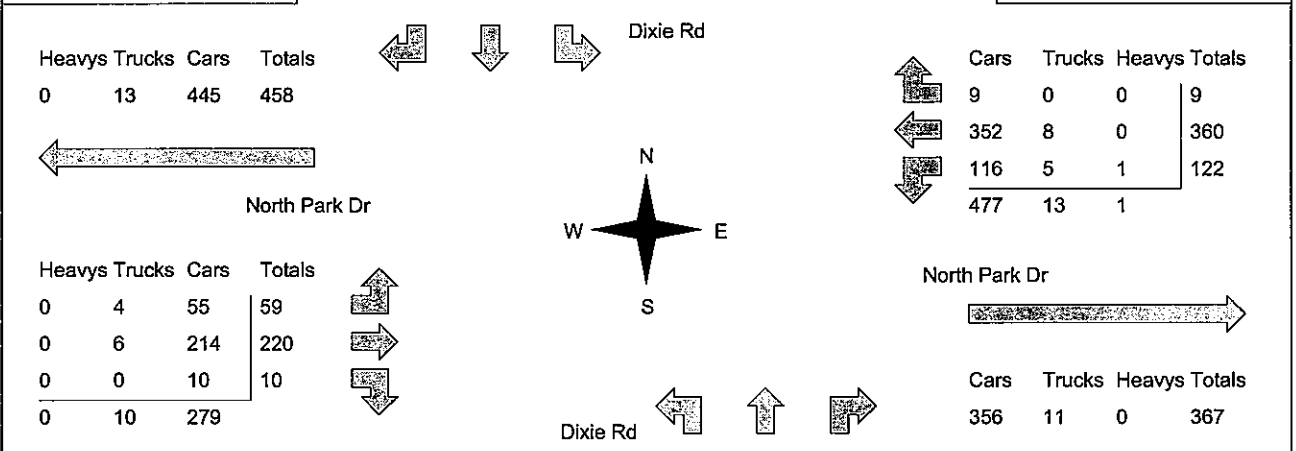 Dixie Rd
Heavys Trucks Cars Totals
0 13 445 458
Cars Trucks Heavys Totals
9 0 0 9
352 8 0 360
116 5 1 122
477 13 1
North Park Dr
N
W E
S
Heavys Trucks Cars Totals
0 4 55 59
0 6 214 220
0 0 10 10
0 10 279
North Park Dr
Cars Trucks Heavys Totals
356 11 0 367
Dixie Rd